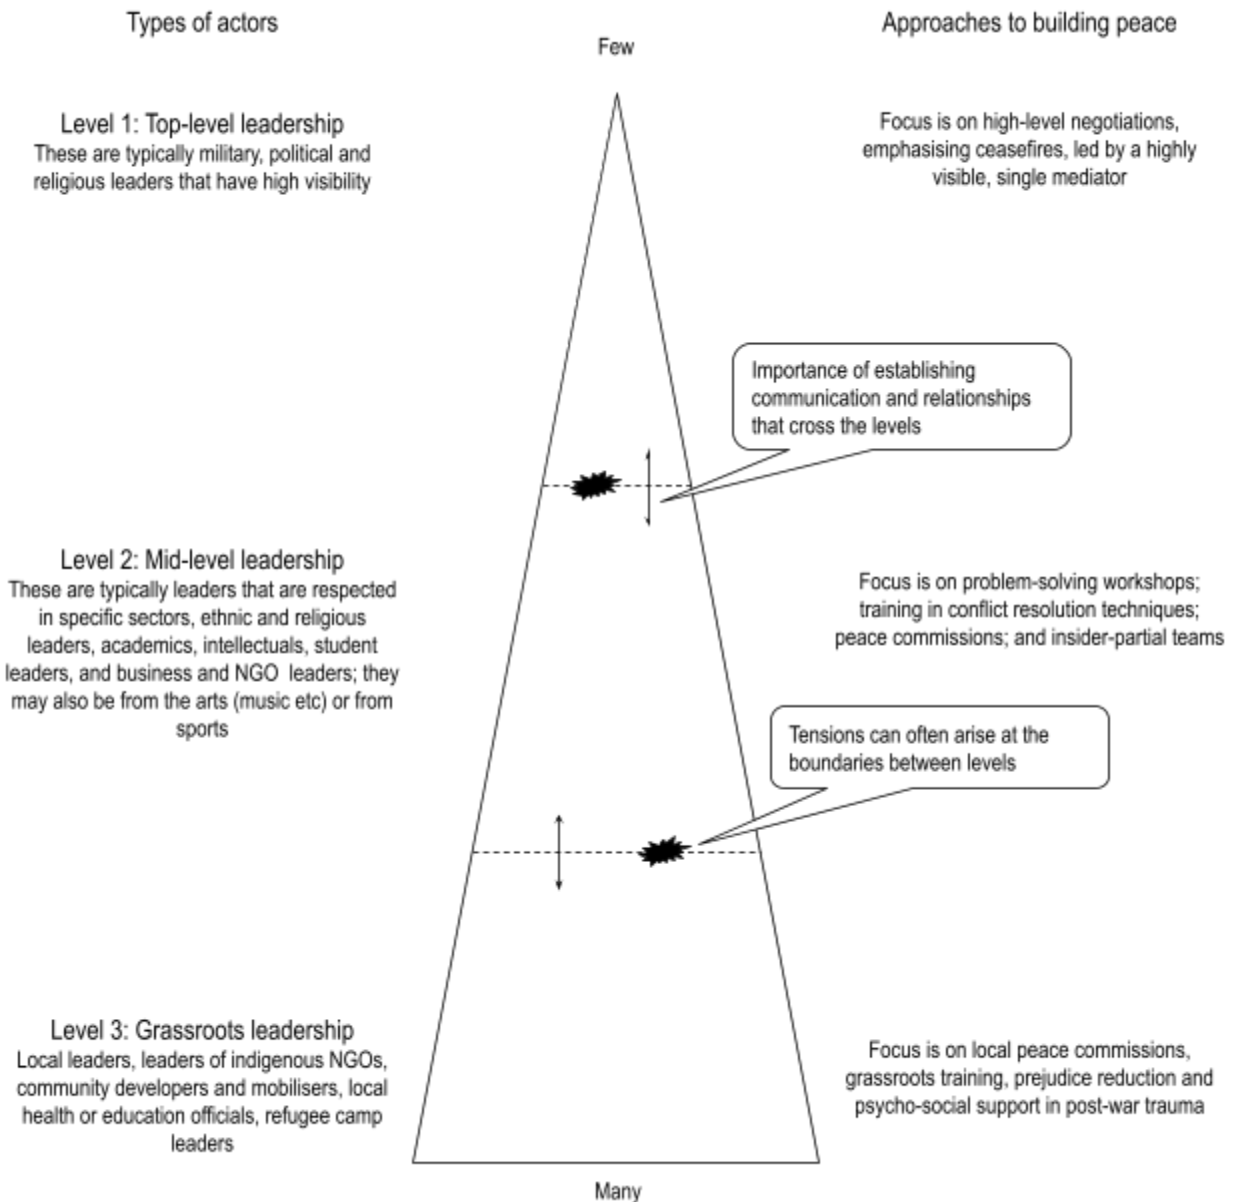 Types of actors
Approaches to building peace
Few
Level 1: Top-level leadership
These are typically military, political and
religious leaders that have high visibility
Focus is on high-level negotiations,
emphasising ceasefires, led by a highly
visible, single mediator
Importance of establishing
communication and relationships
that cross the levels
Level 2: Mid-level leadership
These are typically leaders that are respected
in specific sectors, ethnic and religious
leaders, academics, intellectuals, student
leaders, and business and NGO leaders; they
may also be from the arts (music etc) or from
sports
Focus is on problem-solving workshops;
training in conflict resolution techniques;
peace commissions; and insider-partial teams
Tensions can often arise at the
boundaries between levels
Level 3: Grassroots leadership
Local leaders, leaders of indigenous NGOs,
community developers and mobilisers, local
health or education officials, refugee camp
leaders
Focus is on local peace commissions,
grassroots training, prejudice reduction and
psycho-social support in post-war trauma
Many